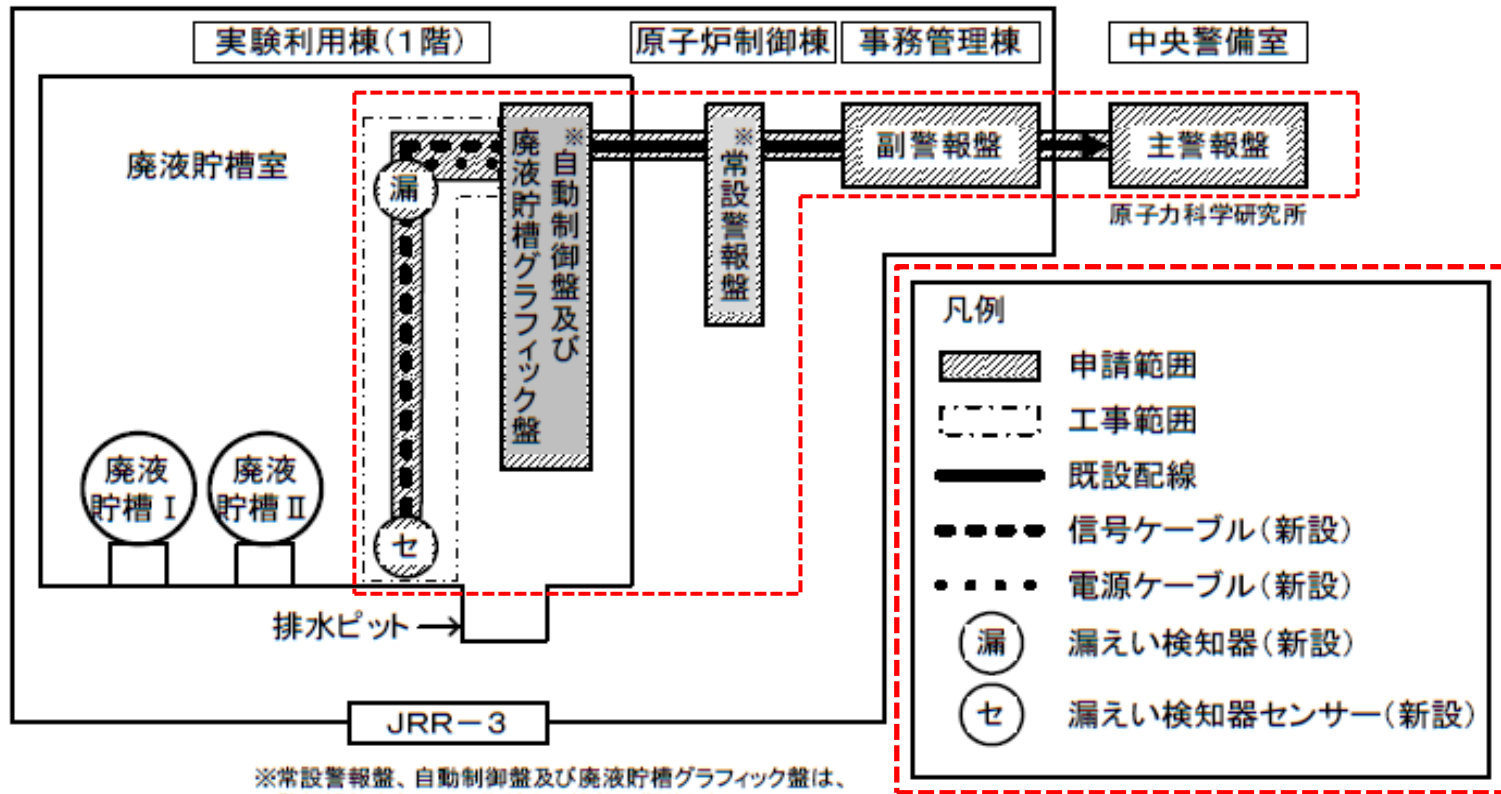 実験利用棟(1階)
原子炉制御棟
事務管理棟
中央警備室
廃液貯槽室
漏
※自動制御盤及び
廃液貯槽グラフィック盤
※常設警報盤
副警報盤
主警報盤
原子力科学研究所
廃液
貯槽Ⅰ
廃液
貯槽Ⅱ
セ
排水ピット
JRR-3
凡例
申請範囲
工事範囲
既設配線
信号ケーブル(新設)
電源ケーブル(新設)
漏 漏えい検知器(新設)
セ 漏えい検知器センサー(新設)
※常設警報盤、自動制御盤及び廃液貯槽グラフィック盤は、